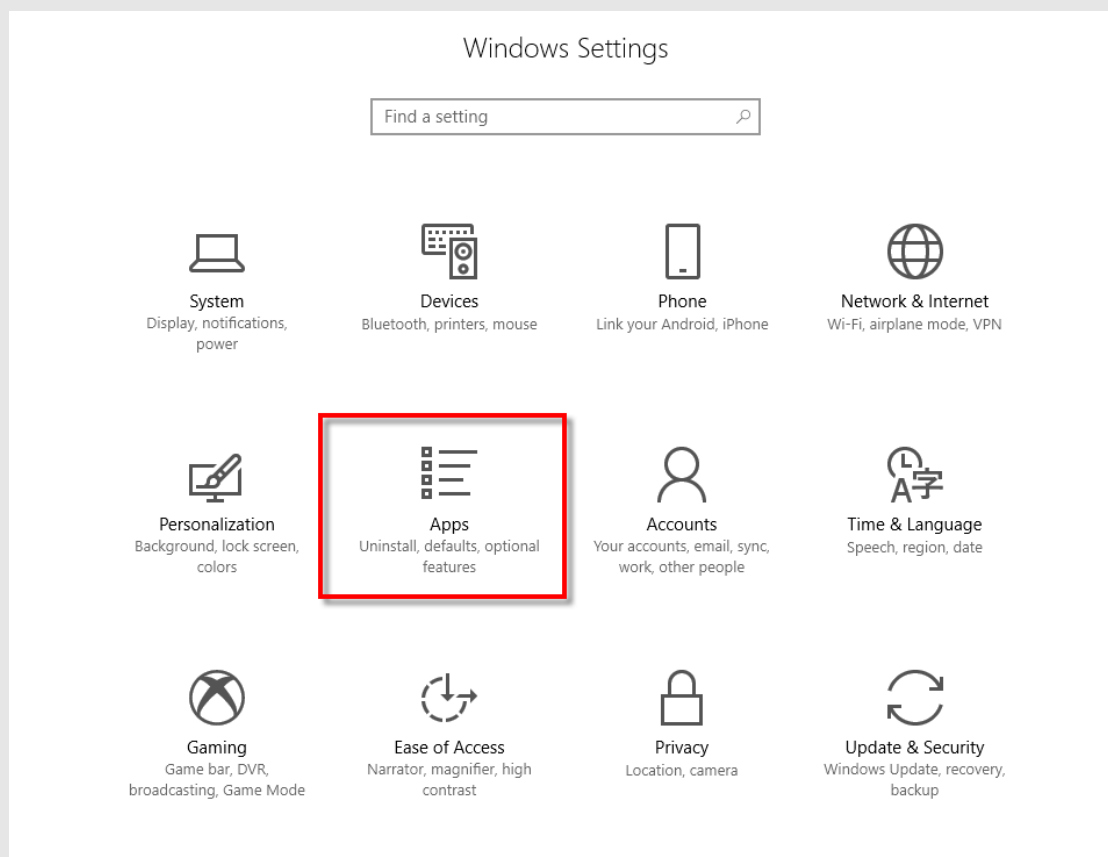 Windows Settings
Find a setting
System
Display, notifications,
power
Devices
Bluetooth, printers, mouse
Phone
Link your Android, iPhone
Network & Internet
Wi-Fi, airplane mode, VPN
Personalization
Background, lock screen,
colors
Apps
Uninstall, defaults, optional
features
Accounts
Your accounts, email, sync,
work, other people
Time & Language
Speech, region, date
Gaming
Game bar, DVR,
broadcasting, Game Mode
Ease of Access
Narrator, magnifier, high
contrast
Privacy
Location, camera
Update & Security
Windows Update, recovery,
backup